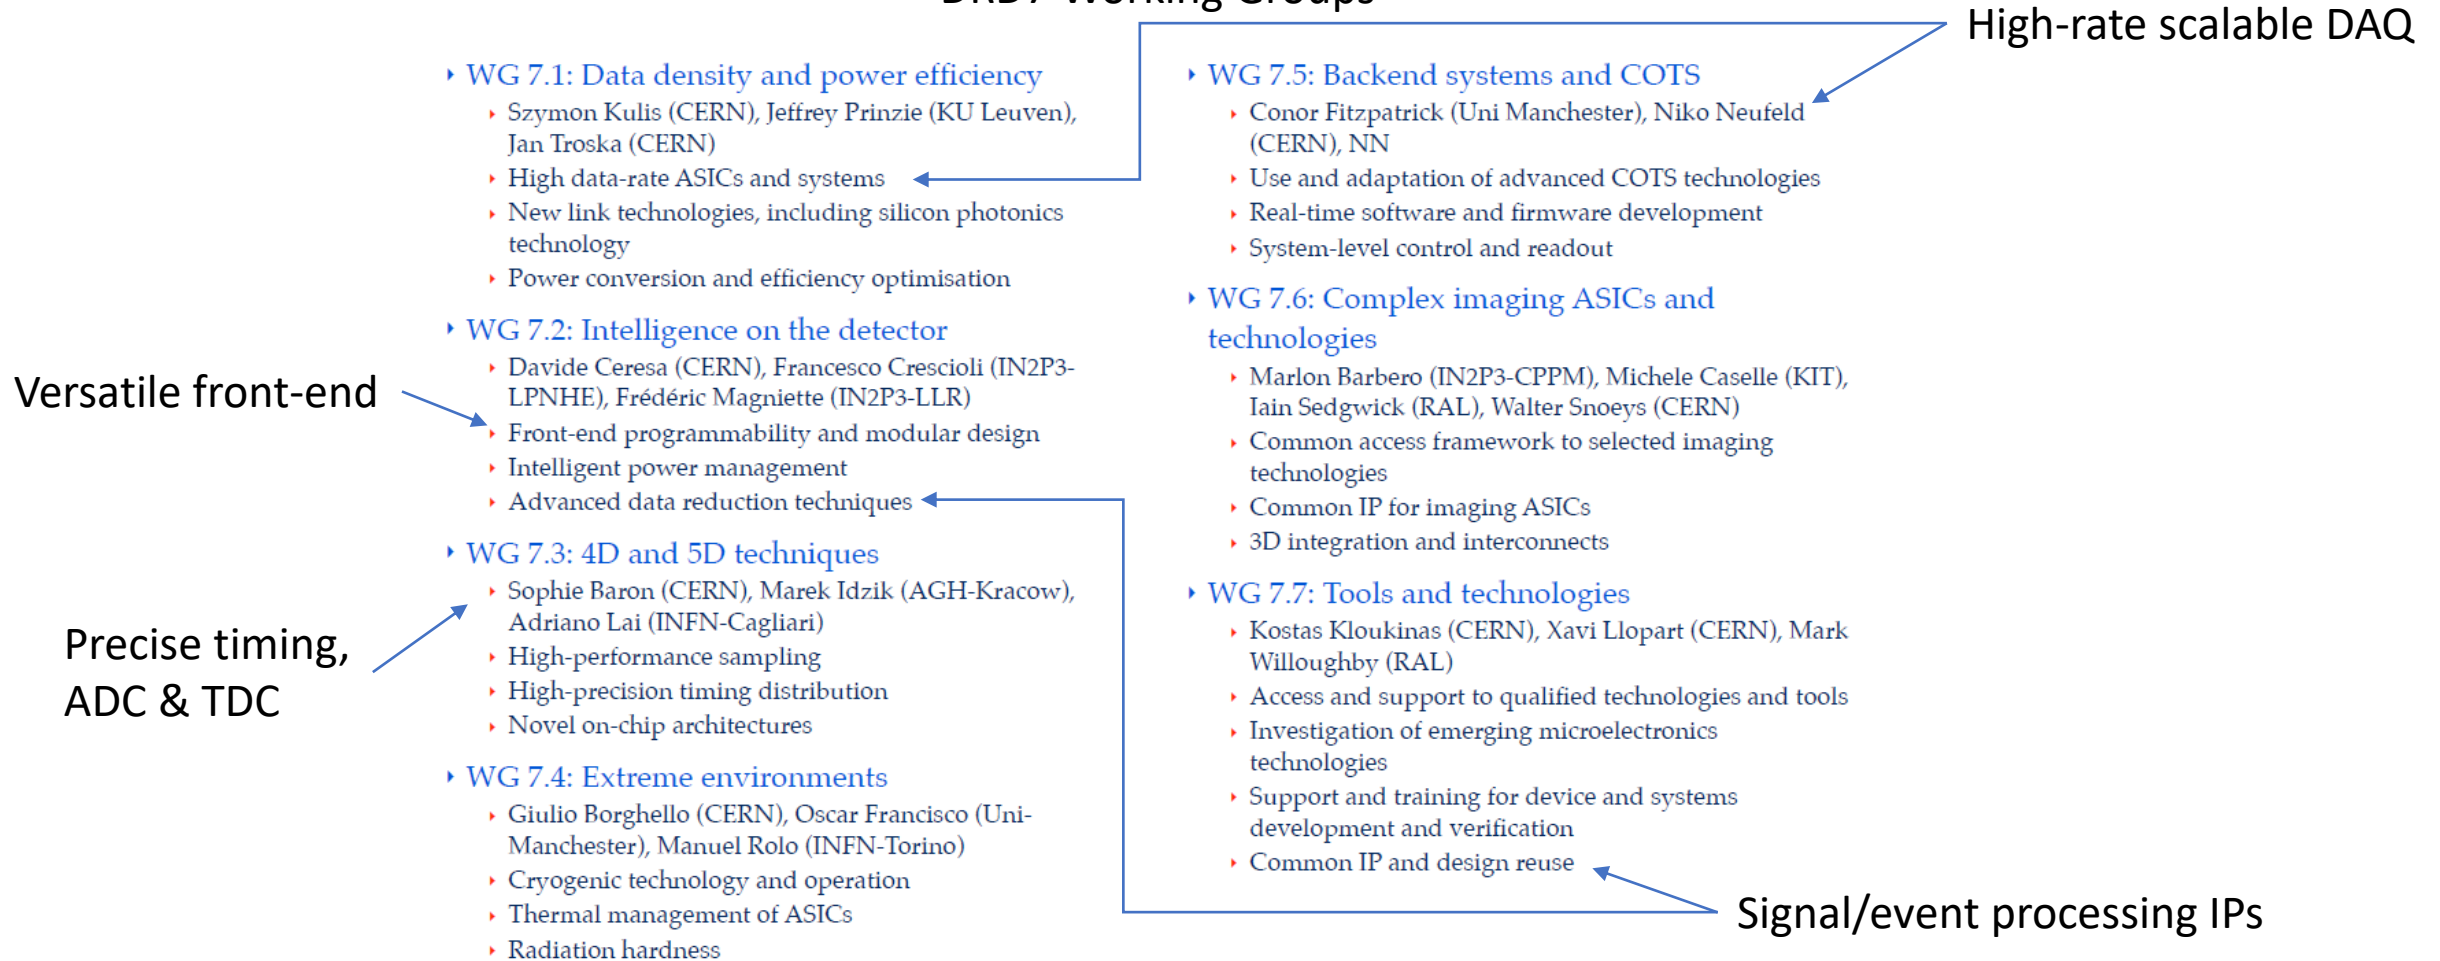 DRD7 Working Groups
High-rate scalable DAQ
WG 7.1: Data density and power efficiency
Szymon Kulis (CERN), Jeffrey Prinzie (KU Leuven),
Jan Troska (CERN)
High data-rate ASICs and systems
New link technologies, including silicon photonics
technology
Power conversion and efficiency optimisation
WG 7.2: Intelligence on the detector
Davide Ceresa (CERN), Francesco Crescioli (IN2P3-
LPNHE), Frédéric Magniette (IN2P3-LLR)
Front-end programmability and modular design
Intelligent power management
Advanced data reduction techniques
Versatile front-end
WG 7.3: 4D and 5D techniques
Sophie Baron (CERN), Marek Idzik (AGH-Kracow),
Adriano Lai (INFN-Cagliari)
High-performance sampling
High-precision timing distribution
Novel on-chip architectures
Precise timing,
ADC & TDC
WG 7.4: Extreme environments
Giulio Borghello (CERN), Oscar Francisco (Uni-
Manchester), Manuel Rolo (INFN-Torino)
Cryogenic technology and operation
Thermal management of ASICs
Radiation hardness
WG 7.5: Backend systems and COTS
Conor Fitzpatrick (Uni Manchester), Niko Neufeld
(CERN), NN
Use and adaptation of advanced COTS technologies
Real-time software and firmware development
System-level control and readout
WG 7.6: Complex imaging ASICs and
technologies
Marlon Barbero (IN2P3-CPPM), Michele Caselle (KIT),
Iain Sedgwick (RAL), Walter Snoeys (CERN)
Common access framework to selected imaging
technologies
Common IP for imaging ASICs
3D integration and interconnects
WG 7.7: Tools and technologies
Kostas Kloukinas (CERN), Xavi Llopart (CERN), Mark
Willoughby (RAL)
Access and support to qualified technologies and tools
Investigation of emerging microelectronics
technologies
Support and training for device and systems
development and verification
Common IP and design reuse
Signal/event processing IPs